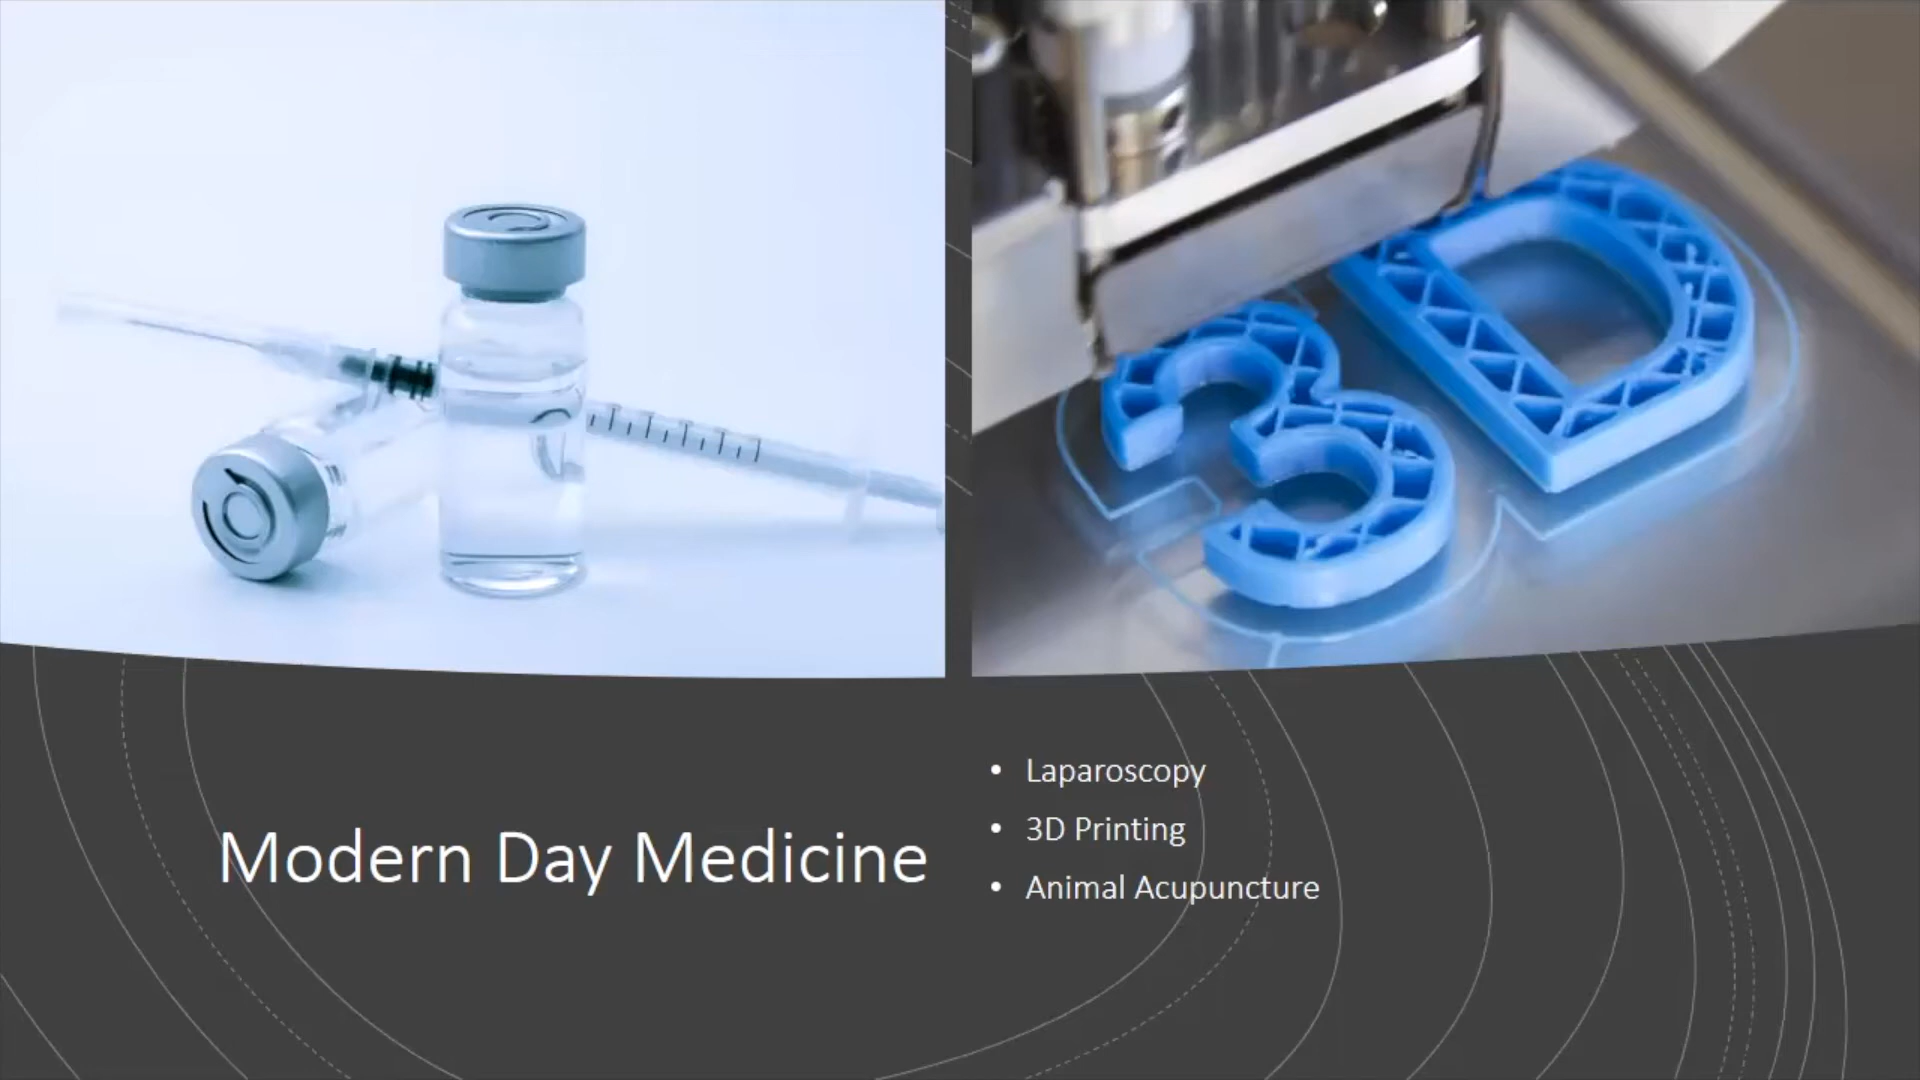 3D
Modern Day Medicine
• Laparoscopy
• 3D Printing
• Animal Acupuncture